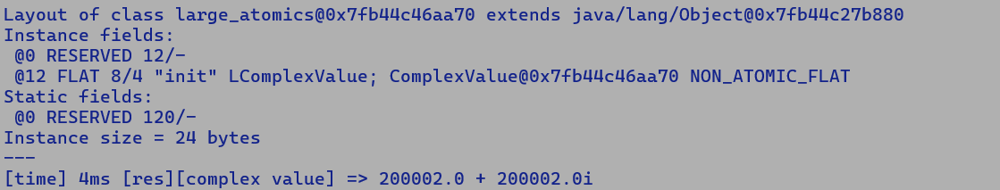 Layout of class large_atomics@0x7fb44c46aa70 extends java/lang/Object@0x7fb44c27b880
Instance fields:
 @0 RESERVED 12/-
 @12 FLAT 8/4 "init" LComplexValue; ComplexValue@0x7fb44c46aa70 NON_ATOMIC_FLAT
Static fields:
 @0 RESERVED 120/-
Instance size = 24 bytes
---
[time] 4ms [res][complex value] => 200002.0 + 200002.0i